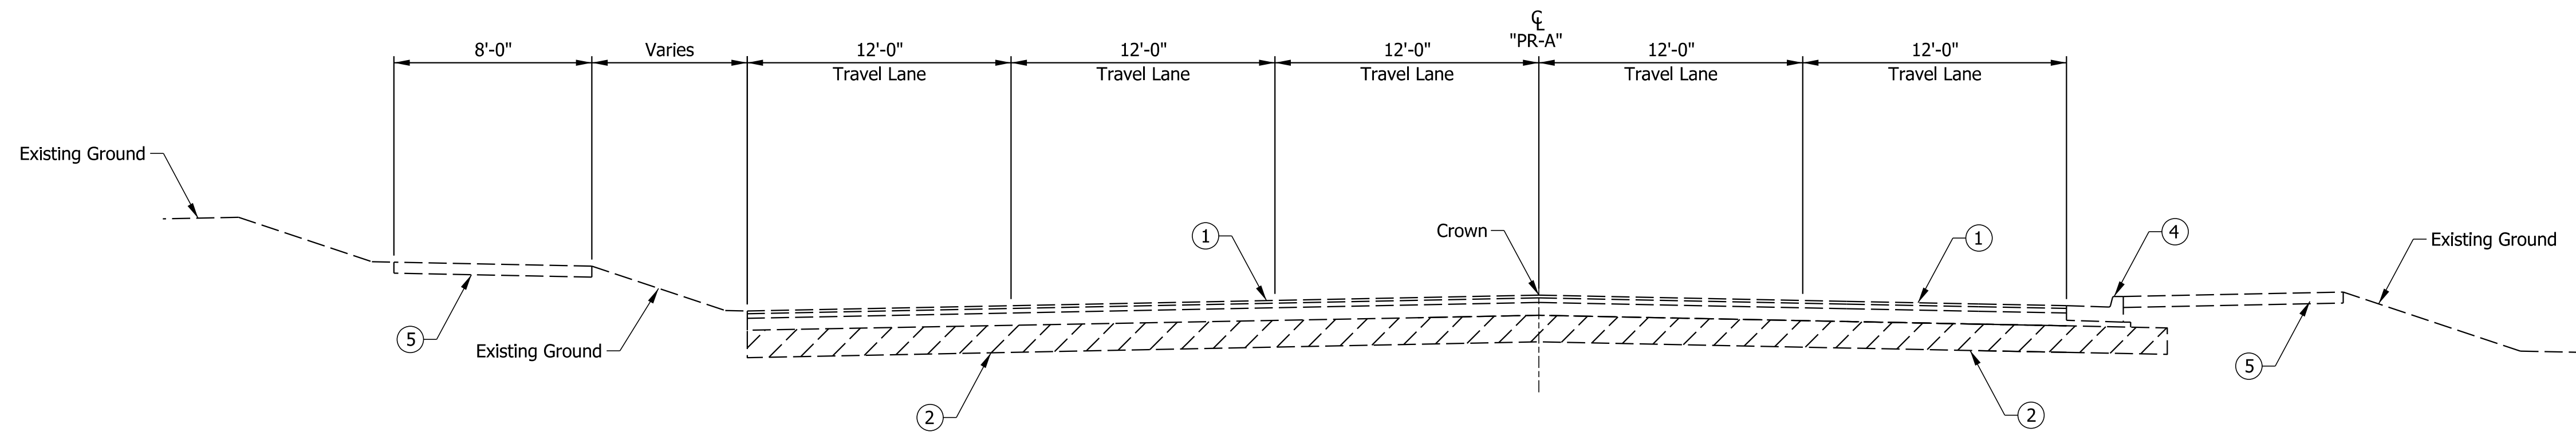 ℄
"PR-A"
8'-0"
Varies
12'-0"
12'-0"
12'-0"
12'-0"
12'-0"
Travel Lane
Travel Lane
Travel Lane
Travel Lane
Travel Lane
Existing Ground
1
Crown
1
4
Existing Ground
5
Existing Ground
5
2
2